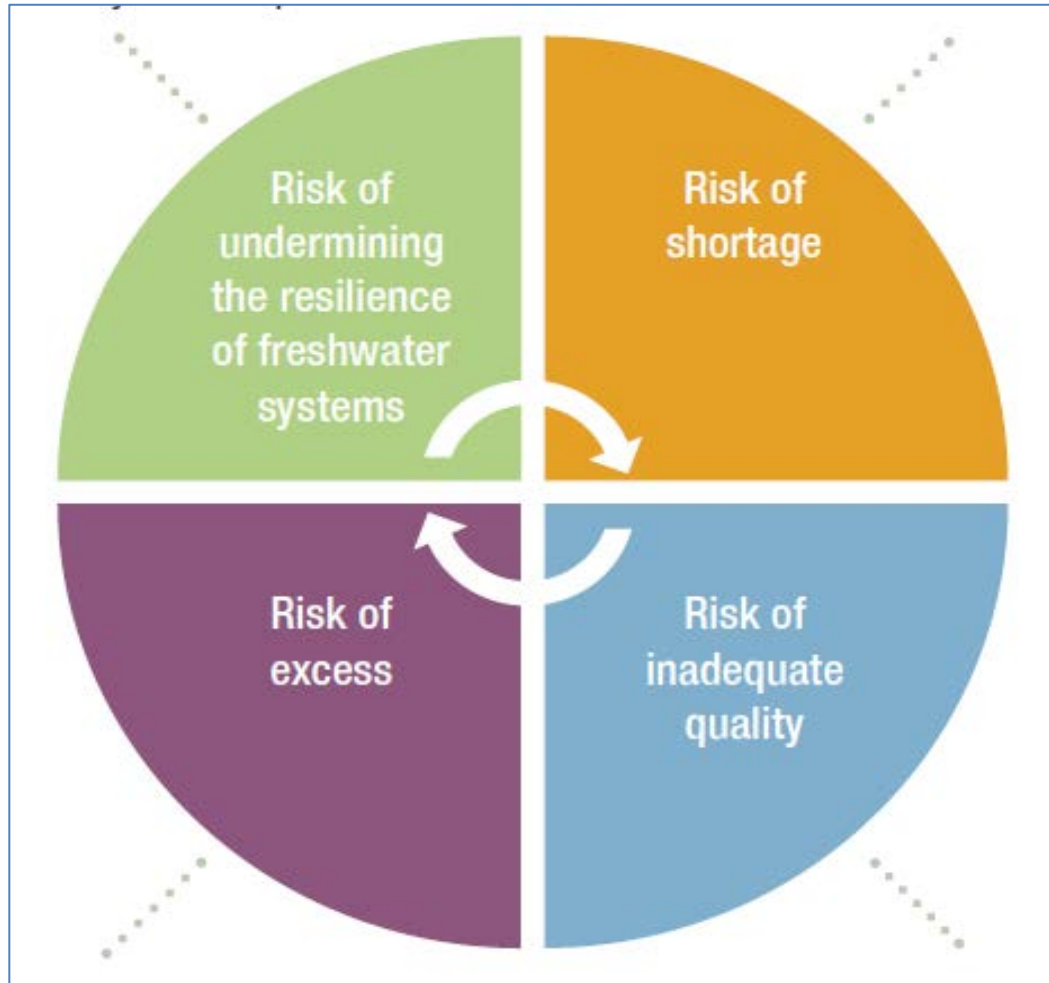 Risk of
undermining
the resilience
of freshwater
systems
Risk of
shortage
Risk of
excess
Risk of
inadequate
quality